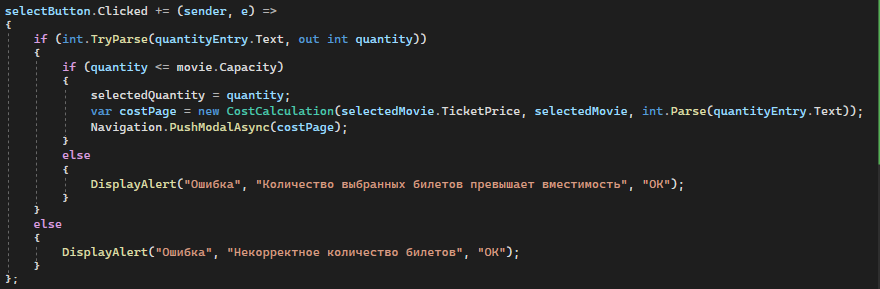 selectButton.Clicked += (sender, e) =>
{
if (int.TryParse(quantityEntry.Text, out int quantity))
{
if (quantity <= movie.Capacity)
{
selectedQuantity = quantity;
var costPage = new CostCalculation(selectedMovie.TicketPrice, selectedMovie, int.Parse(quantityEntry.Text));
Navigation.PushModalAsync(costPage);
}
else
{
DisplayAlert("Ошибка", "Количество выбранных билетов превышает вместимость", "ОК");
}
}
else
{
DisplayAlert("Ошибка", "Некорректное количество билетов", "ОК");
}
};